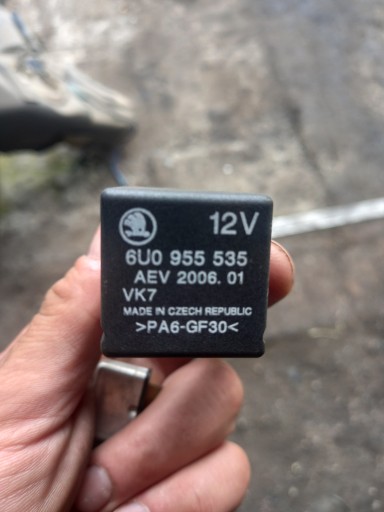 12V
6U0 955 535
AEV 2006.01
VK7
MADE IN CZECH REPUBLIC
>PA6-GF30<